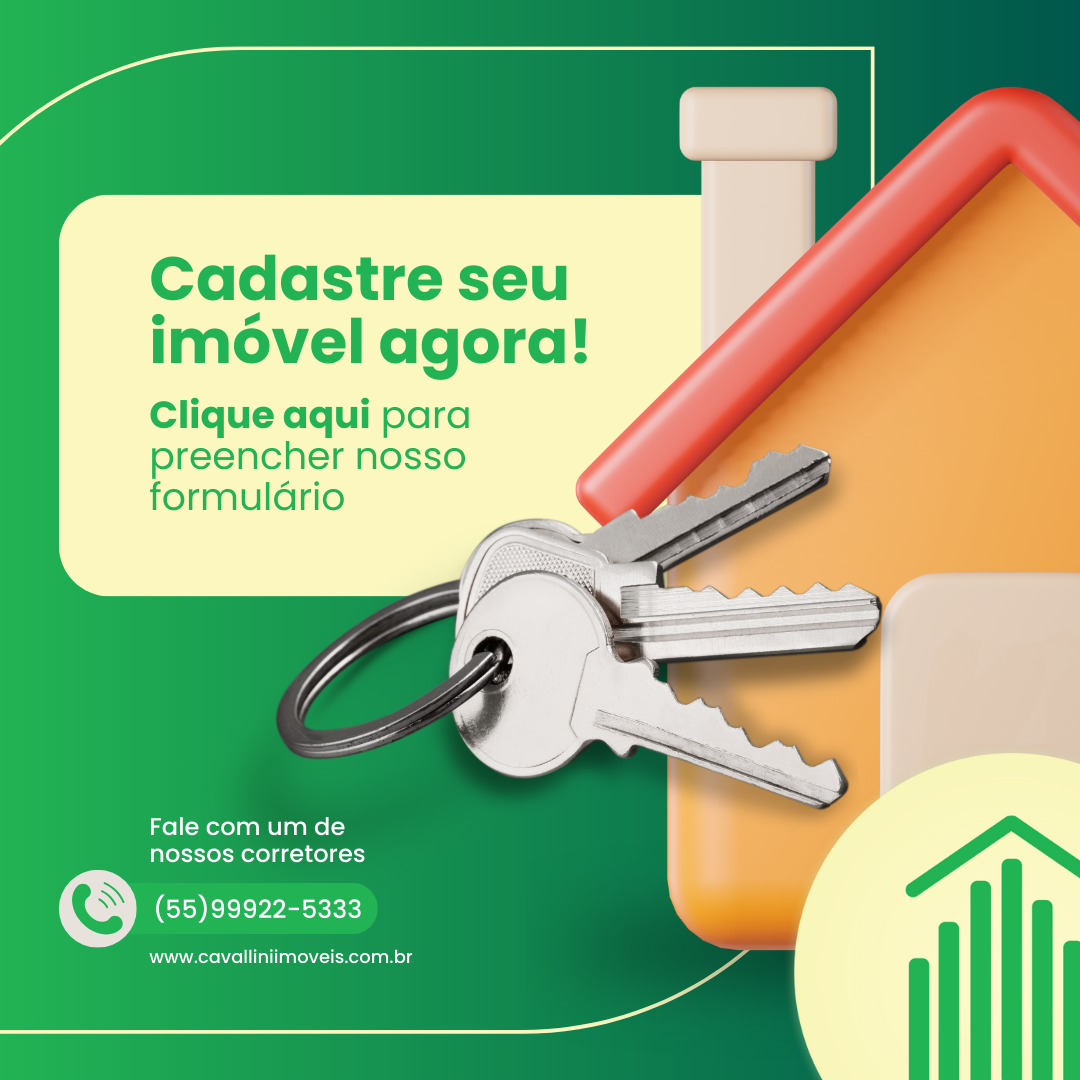 Cadastre seu
imóvel agora!
Clique aqui para
preencher nosso
formulário
Fale com um de
nossos corretores
(55)99922-5333
www.cavalliniimoveis.com.br